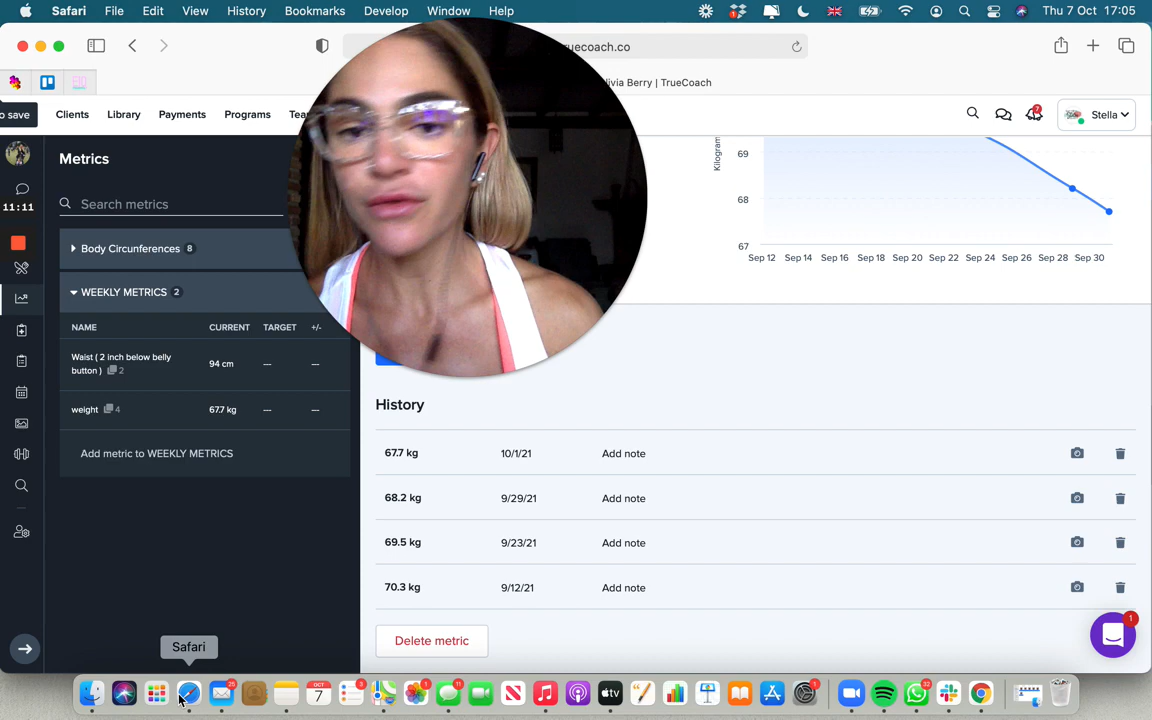 Safari File Edit View History Bookmarks Develop Window Help Thu 7 Oct 17:05
uecoach.co
livia Berry | TrueCoach
o save Clients Library Payments Programs Stella
Metrics
11:11
Search metrics
Body Circunferences 8
WEEKLY METRICS 2
NAME CURRENT TARGET +/-
Waist ( 2 inch below belly
button ) 2 94 cm --- ---
weight 4 67.7 kg --- ---
Add metric to WEEKLY METRICS
Kilogram
69
68
67
Sep 12 Sep 14 Sep 16 Sep 18 Sep 20 Sep 22 Sep 24 Sep 26 Sep 28 Sep 30
History
67.7 kg 10/1/21 Add note
68.2 kg 9/29/21 Add note
69.5 kg 9/23/21 Add note
70.3 kg 9/12/21 Add note
Delete metric
Safari